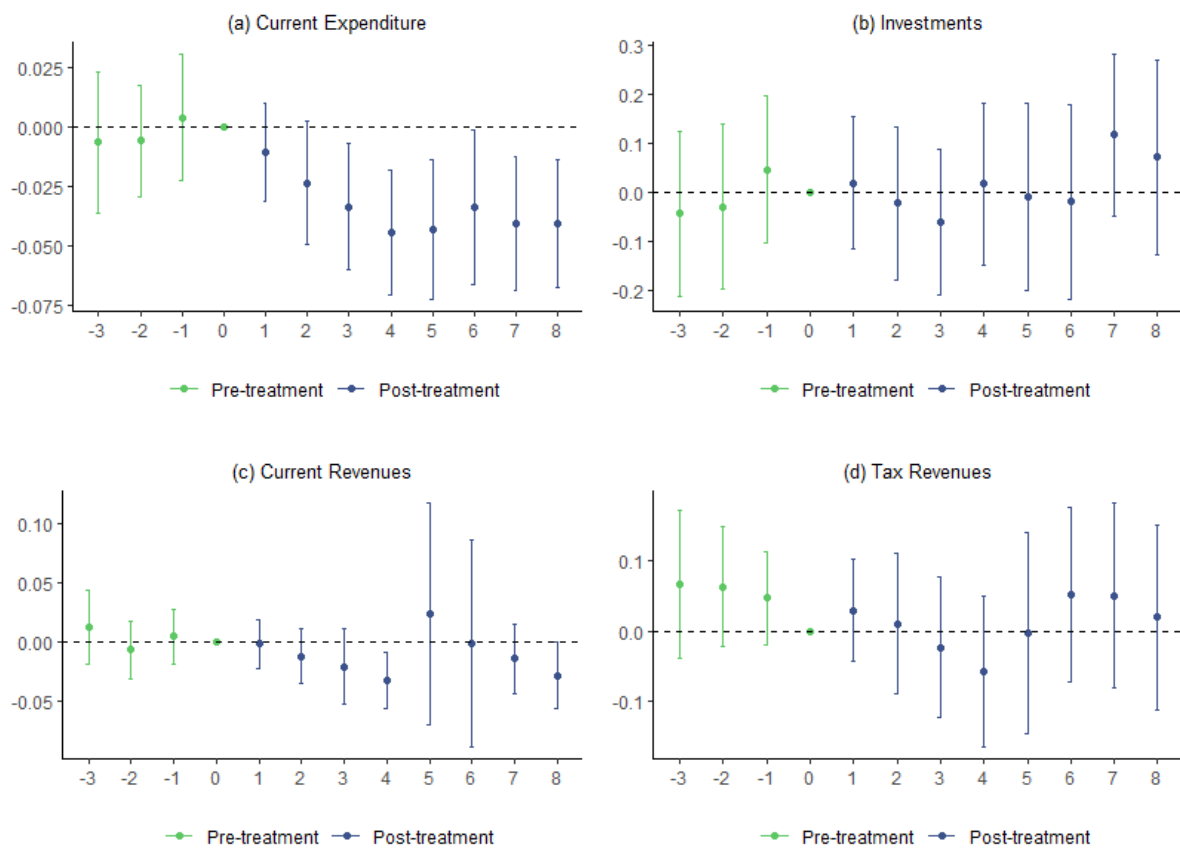 (a) Current Expenditure
0.025
0.000
-0.025
-0.050
-0.075
-3 -2 -1 0 1 2 3 4 5 6 7 8
Pre-treatment Post-treatment
(b) Investments
0.3
0.2
0.1
0.0
-0.1
-0.2
-3 -2 -1 0 1 2 3 4 5 6 7 8
Pre-treatment Post-treatment
(c) Current Revenues
0.10
0.05
0.00
-0.05
-3 -2 -1 0 1 2 3 4 5 6 7 8
Pre-treatment Post-treatment
(d) Tax Revenues
0.1
0.0
-0.1
-3 -2 -1 0 1 2 3 4 5 6 7 8
Pre-treatment Post-treatment